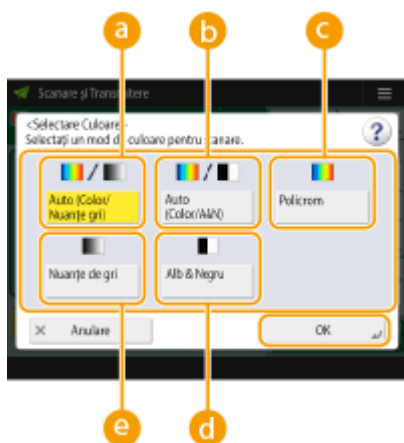 a b c
Scanare și Transmitere
<Selectare Culoare>
Selectați un mod de culoare pentru scanare.
?
Auto (Color/
Nuanțe gri)
Auto
(Color/A&N)
Policrom
Nuanțe de gri
Alb & Negru
× Anulare
OK
e d